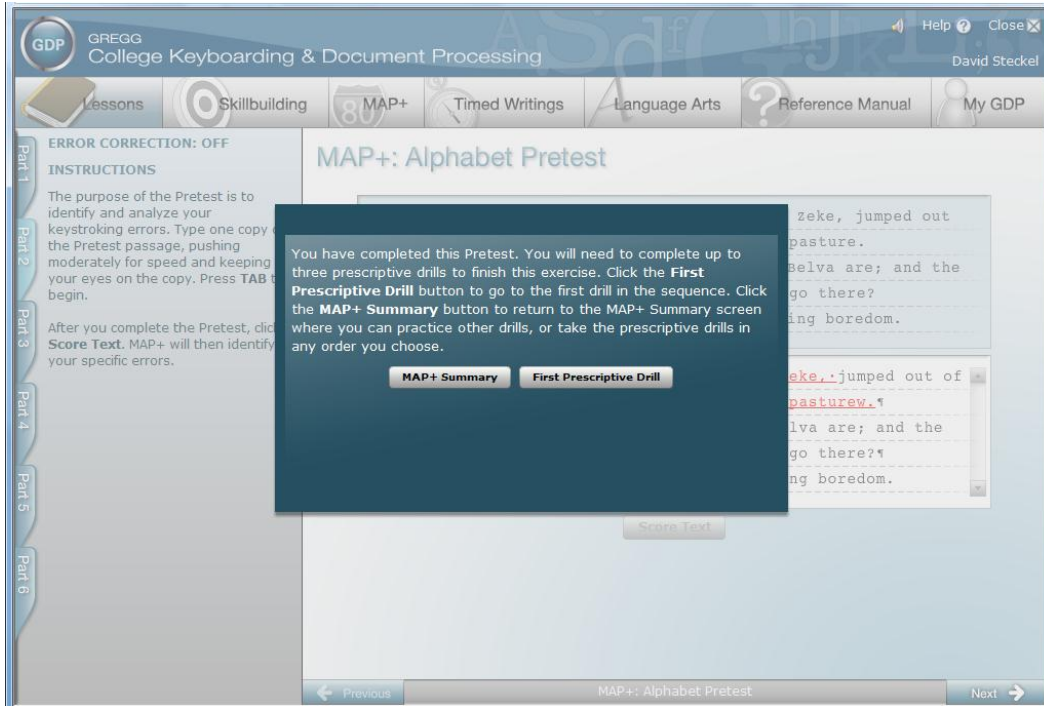 GDP
GREGG
College Keyboarding & Document Processing
Help ? Close
David Steckel
Lessons
Skillbuilding
80
MAP+
Timed Writings
Language Arts
Reference Manual
My GDP
Part 1
Part 2
Part 3
Part 4
Part 5
Part 6
ERROR CORRECTION: OFF
INSTRUCTIONS
The purpose of the Pretest is to
identify and analyze your
keystroking errors. Type one copy
the Pretest passage, pushing
moderately for speed and keeping
your eyes on the copy. Press TAB
begin.
After you complete the Pretest,
Score Text. MAP+ will then identify
your specific errors.
MAP+: Alphabet Pretest
zeke, jumped out
pasture.
Belva are; and the
go there?
ing boredom.
You have completed this Pretest. You will need to complete up to
three prescriptive drills to finish this exercise. Click the First
Prescriptive Drill button to go to the first drill in the sequence. Click
the MAP+ Summary button to return to the MAP+ Summary screen
where you can practice other drills, or take the prescriptive drills in
any order you choose.
MAP+ Summary
First Prescriptive Drill
eke,·jumped out of
pasturew.¶
lva are; and the
go there?¶
ng boredom.
Score Text
Previous
MAP+: Alphabet Pretest
Next